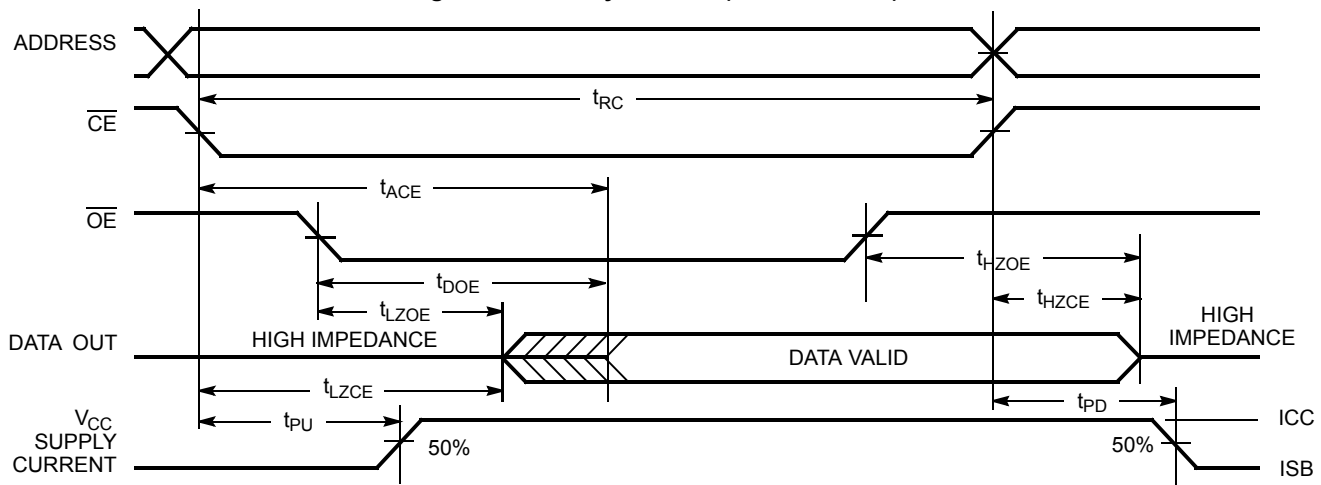 ADDRESS
tRC
CE
tACE
OE
tHZOE
tDOE
tLZOE
tHZCE
DATA OUT
HIGH IMPEDANCE
DATA VALID
HIGH
IMPEDANCE
tLZCE
VCC
SUPPLY
CURRENT
tPU
50%
tPD
50%
ICC
ISB